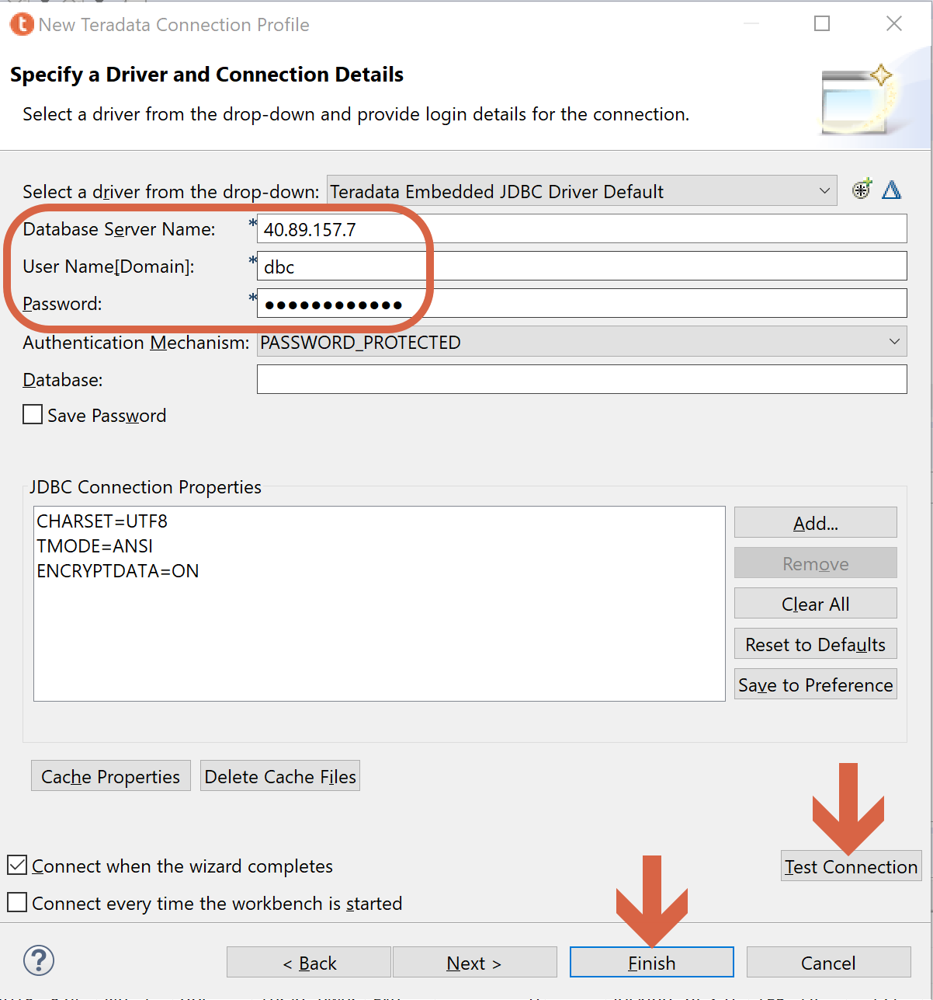 New Teradata Connection Profile
Specify a Driver and Connection Details
Select a driver from the drop-down and provide login details for the connection.
Select a driver from the drop-down: Teradata Embedded JDBC Driver Default
Database Server Name: * 40.89.157.7
User Name[Domain]: * dbc
Password: * ●●●●●●●●●●●●
Authentication Mechanism: PASSWORD_PROTECTED
Database:
Save Password
JDBC Connection Properties
CHARSET=UTF8
TMODE=ANSI
ENCRYPTDATA=ON
Add...
Remove
Clear All
Reset to Defaults
Save to Preference
Cache Properties Delete Cache Files
Connect when the wizard completes
Test Connection
Connect every time the workbench is started
? < Back Next > Finish Cancel